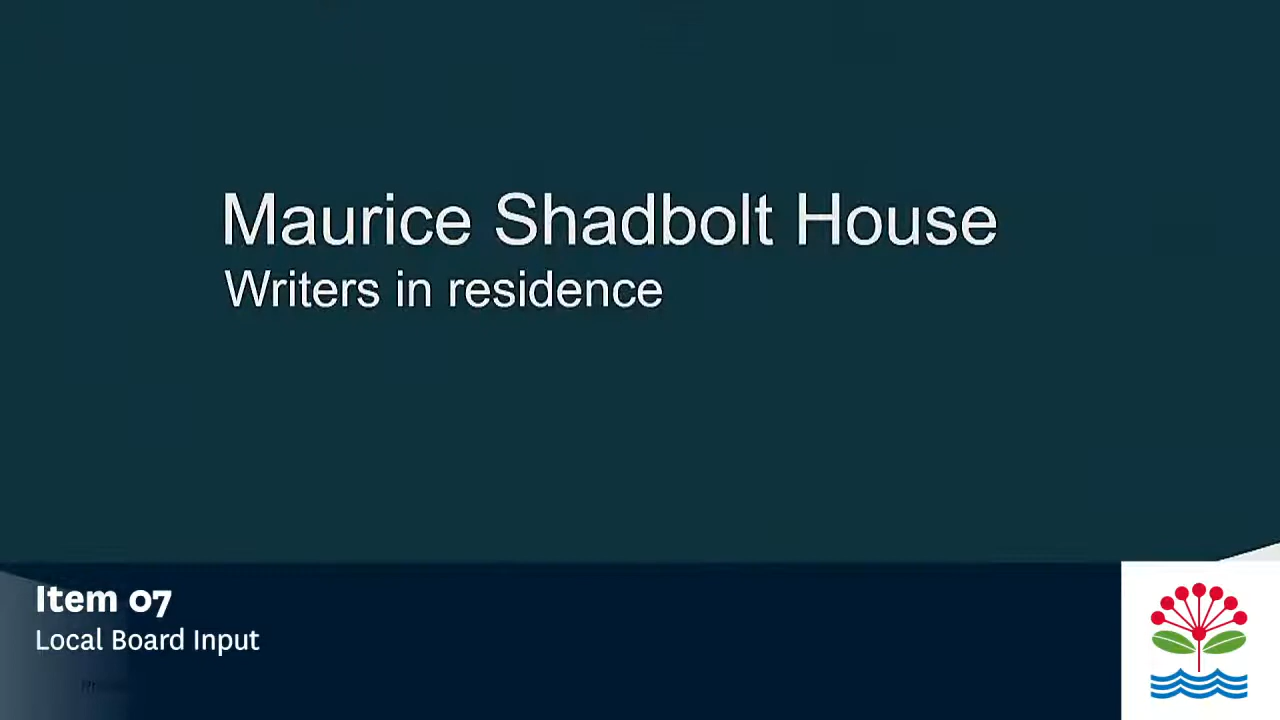 Maurice Shadbolt House
Writers in residence
Item 07
Local Board Input